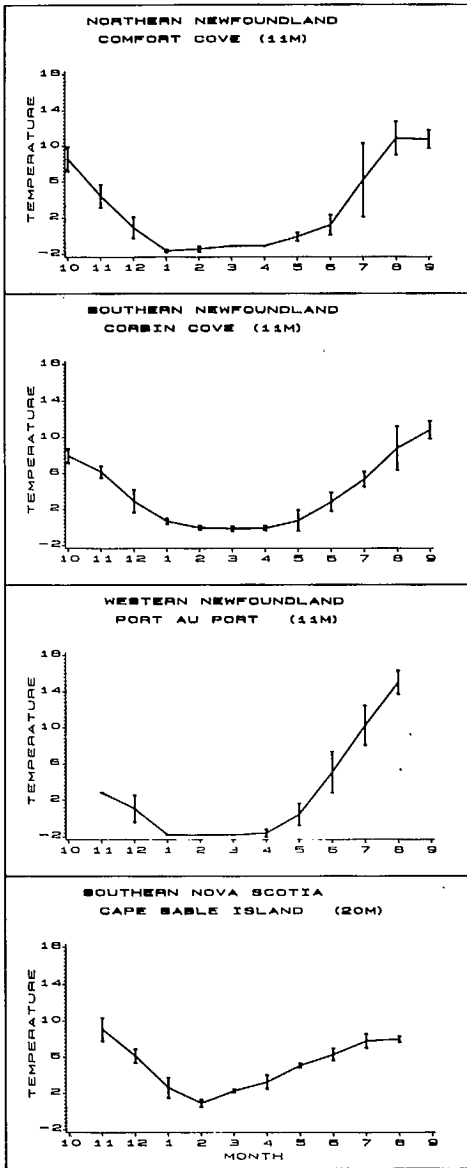 NORTHERN NEWFOUNDLAND
COMFORT COVE (11M)
TEMPERATURE
18
14
10
6
2
-2
10 11 12 1 2 3 4 5 6 7 8 9
SOUTHERN NEWFOUNDLAND
CORBIN COVE (11M)
TEMPERATURE
18
14
10
6
2
-2
10 11 12 1 2 3 4 5 6 7 8 9
WESTERN NEWFOUNDLAND
PORT AU PORT (11M)
TEMPERATURE
18
14
10
6
2
-2
10 11 12 1 2 3 4 5 6 7 8 9
SOUTHERN NOVA SCOTIA
CAPE SABLE ISLAND (20M)
TEMPERATURE
18
14
10
6
2
-2
10 11 12 1 2 3 4 5 6 7 8 9
MONTH